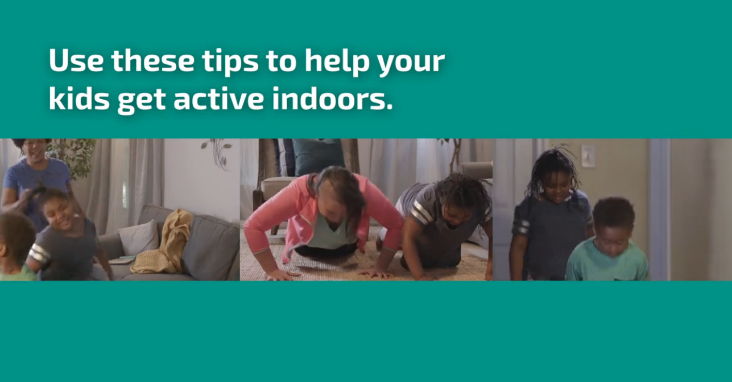 Use these tips to help your
kids get active indoors.